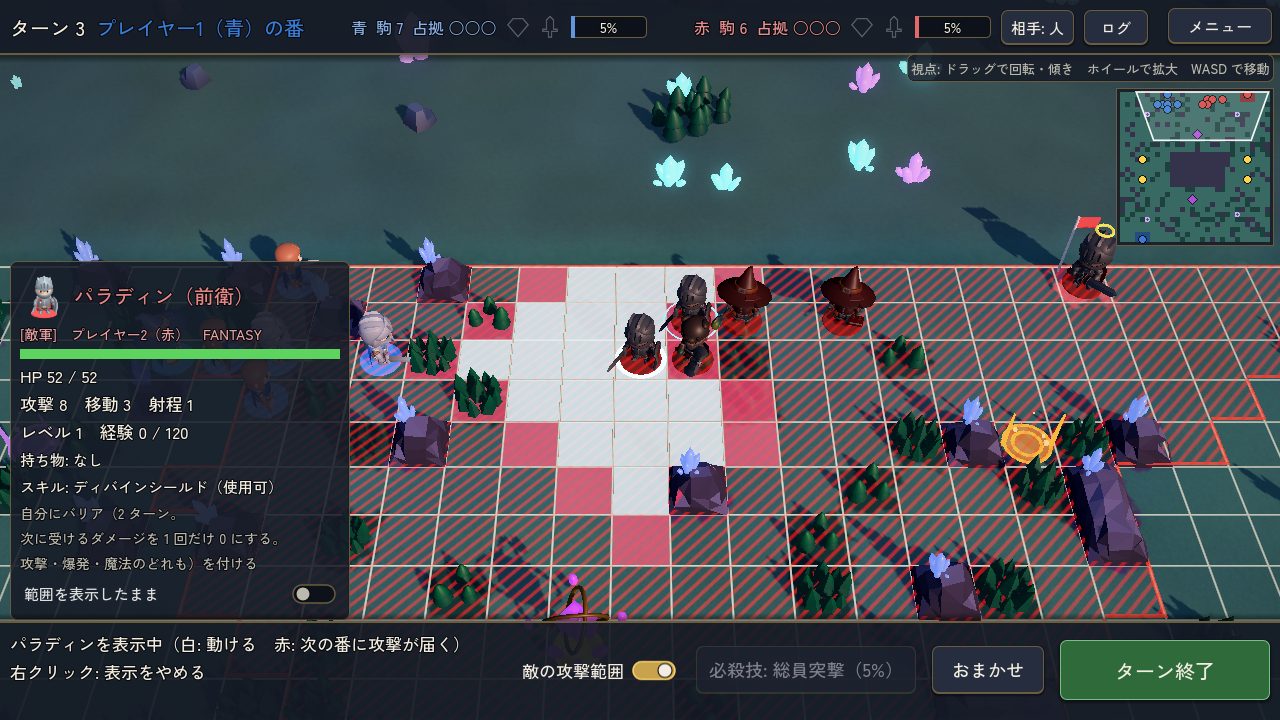 ターン 3 プレイヤー1（青）の番
青 駒 7 占拠 〇〇〇 5%
赤 駒 6 占拠 〇〇〇 5%
相手: 人
ログ
メニュー
視点: ドラッグで回転・傾き ホイールで拡大 WASD で移動
パラディン（前衛）
[敵軍] プレイヤー2（赤） FANTASY
HP 52 / 52
攻撃 8 移動 3 射程 1
レベル 1 経験 0 / 120
持ち物: なし
スキル: ディバインシールド（使用可）
自分にバリア（2 ターン。
次に受けるダメージを 1 回だけ 0 にする。
攻撃・爆発・魔法のどれも）を付ける
範囲を表示したまま
パラディンを表示中（白: 動ける 赤: 次の番に攻撃が届く）
右クリック: 表示をやめる
敵の攻撃範囲
必殺技: 総員突撃（5%）
おまかせ
ターン終了